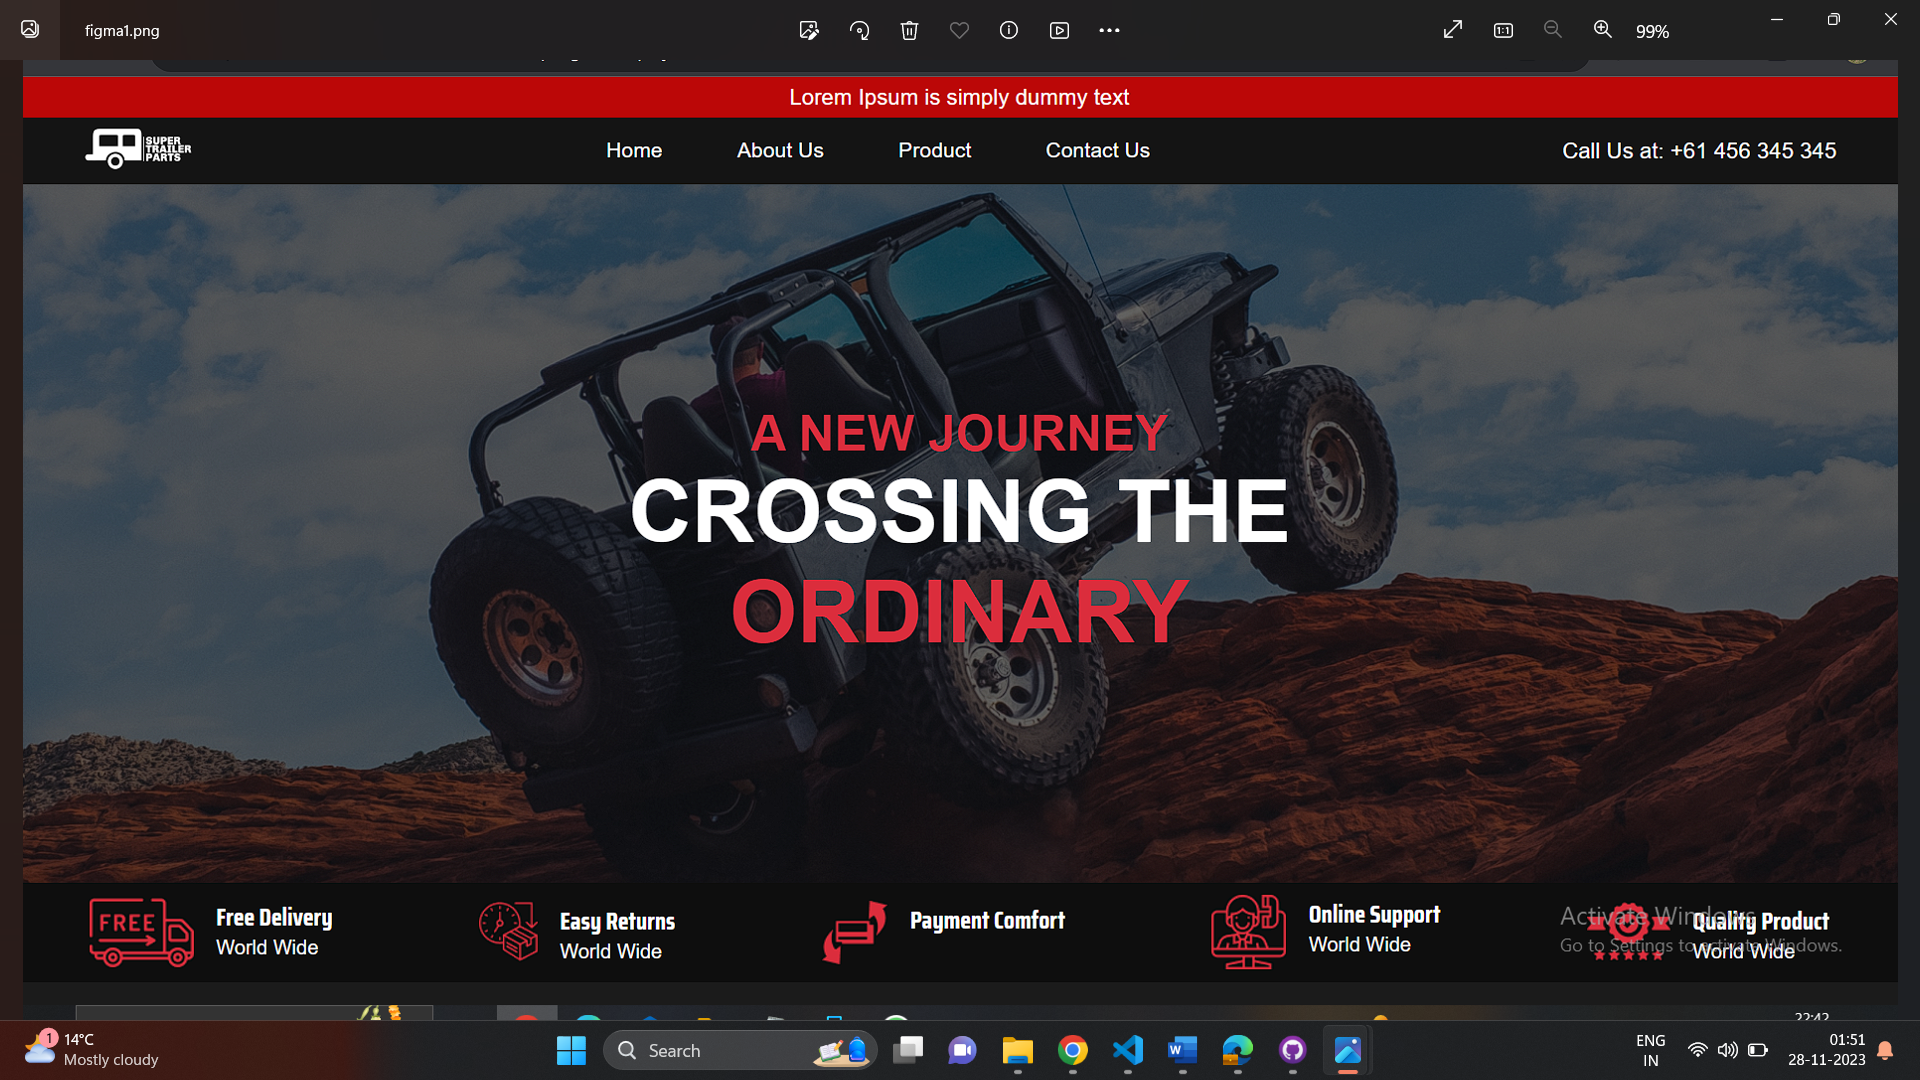 figma1.png
99%
Lorem Ipsum is simply dummy text
SUPER
TRAILER
PARTS
Home About Us Product Contact Us
Call Us at: +61 456 345 345
A NEW JOURNEY
CROSSING THE
ORDINARY
FREE
Free Delivery
World Wide
Easy Returns
World Wide
Payment Comfort
Online Support
World Wide
Quality Product
World Wide
Activate Windows
Go to Settings to activate Windows.
22:42
1
14°C
Mostly cloudy
Search
ENG
IN
01:51
28-11-2023